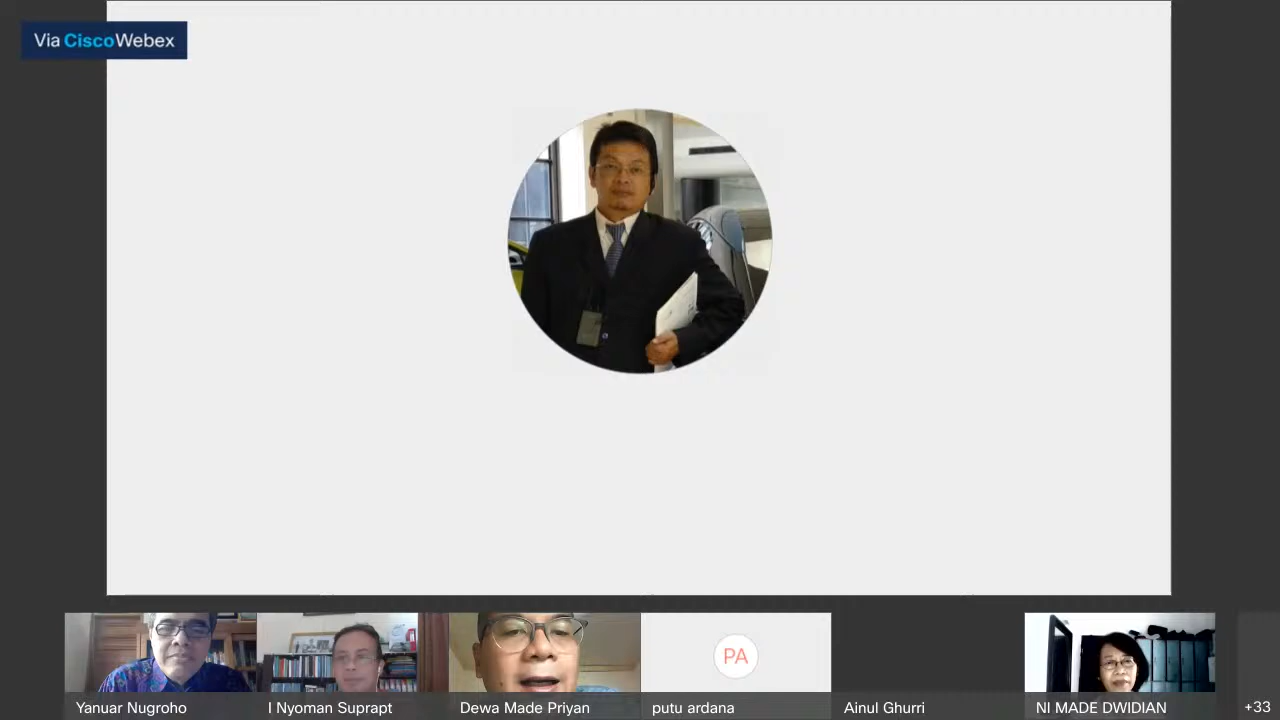 Via CiscoWebex
PA
Yanuar Nugroho
I Nyoman Suprapt
Dewa Made Priyan
putu ardana
Ainul Ghurri
NI MADE DWIDIAN
+33